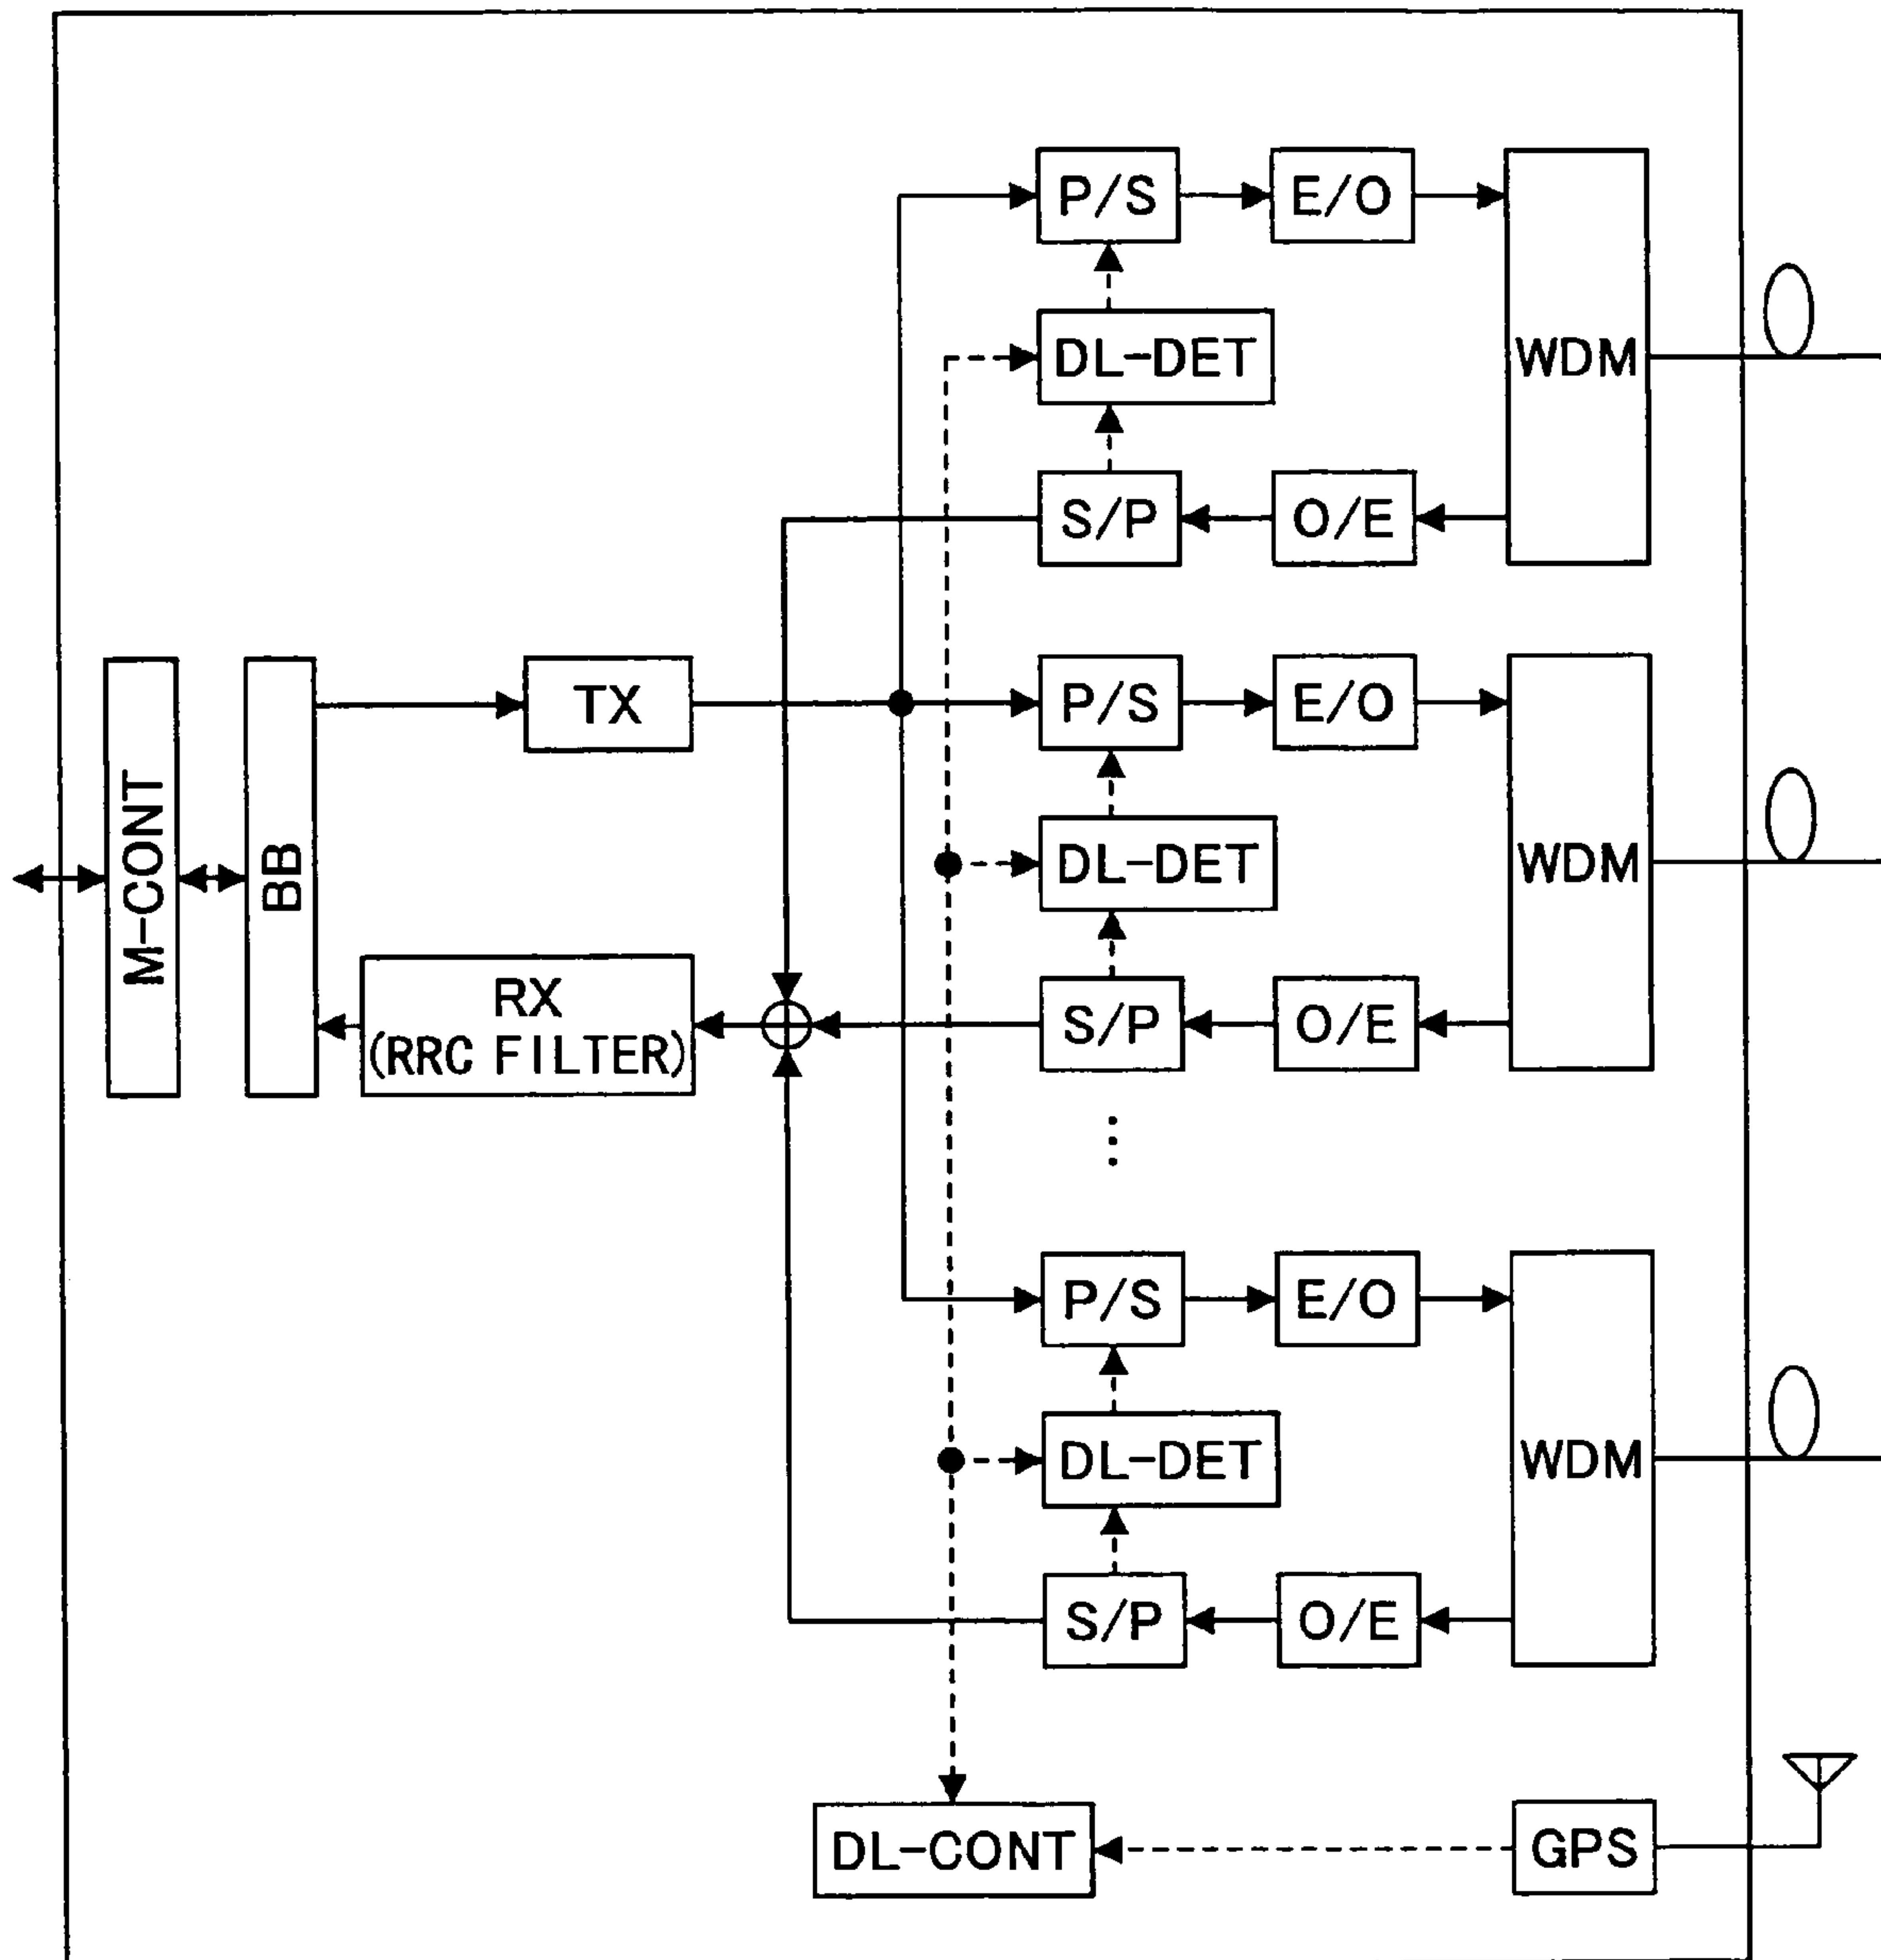 P/S
E/O
WDM
DL-DET
S/P
O/E
M-CONT
BB
TX
RX
(RRC FILTER)
P/S
E/O
WDM
DL-DET
S/P
O/E
P/S
E/O
WDM
DL-DET
S/P
O/E
DL-CONT
GPS